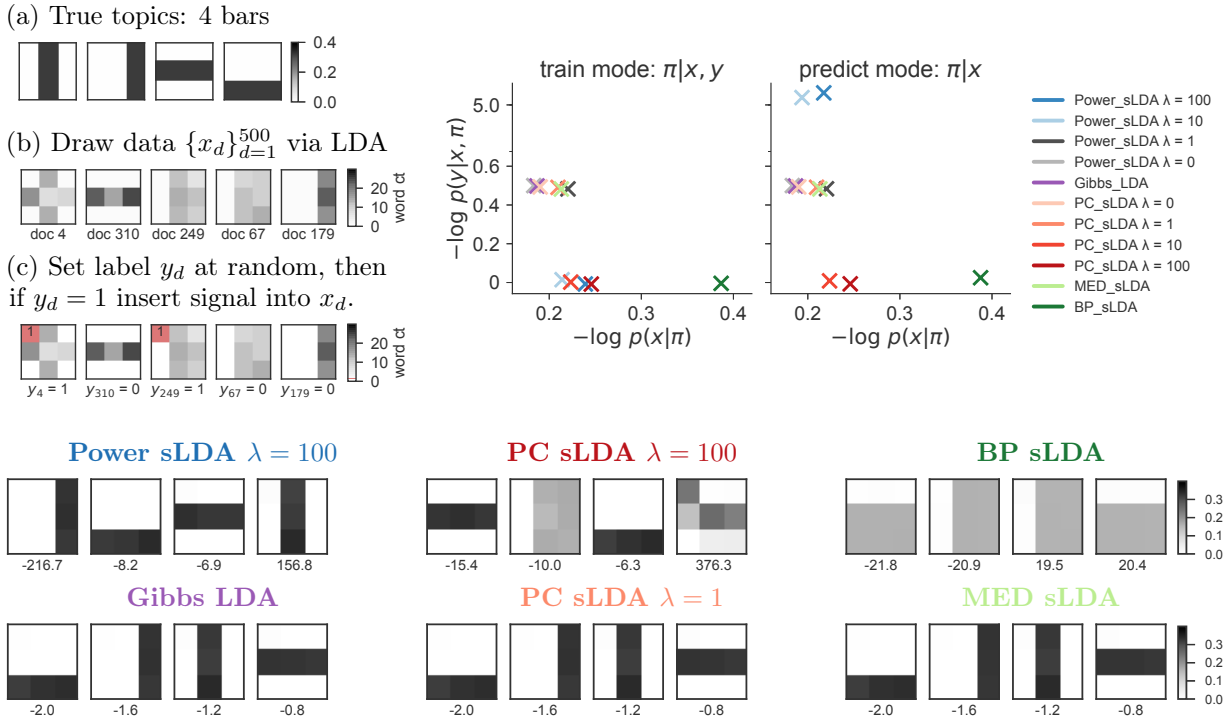 (a) True topics: 4 bars
0.4
0.2
0.0
(b) Draw data {x_d}_{d=1}^{500} via LDA
20
10
0
word ct
doc 4 doc 310 doc 249 doc 67 doc 179
(c) Set label y_d at random, then
if y_d = 1 insert signal into x_d.
1 1
20
10
0
word ct
y_4 = 1 y_310 = 0 y_249 = 1 y_67 = 0 y_179 = 0
train mode: π|x, y
predict mode: π|x
−log p(y|x, π)
5.0
0.6
0.4
0.2
0
0.2 0.3 0.4
−log p(x|π)
0.2 0.3 0.4
−log p(x|π)
Power_sLDA λ = 100
Power_sLDA λ = 10
Power_sLDA λ = 1
Power_sLDA λ = 0
Gibbs_LDA
PC_sLDA λ = 0
PC_sLDA λ = 1
PC_sLDA λ = 10
PC_sLDA λ = 100
MED_sLDA
BP_sLDA
Power sLDA λ = 100
-216.7 -8.2 -6.9 156.8
PC sLDA λ = 100
-15.4 -10.0 -6.3 376.3
BP sLDA
-21.8 -20.9 19.5 20.4
0.3
0.2
0.1
0.0
Gibbs LDA
-2.0 -1.6 -1.2 -0.8
PC sLDA λ = 1
-2.0 -1.6 -1.2 -0.8
MED sLDA
-2.0 -1.6 -1.2 -0.8
0.3
0.2
0.1
0.0